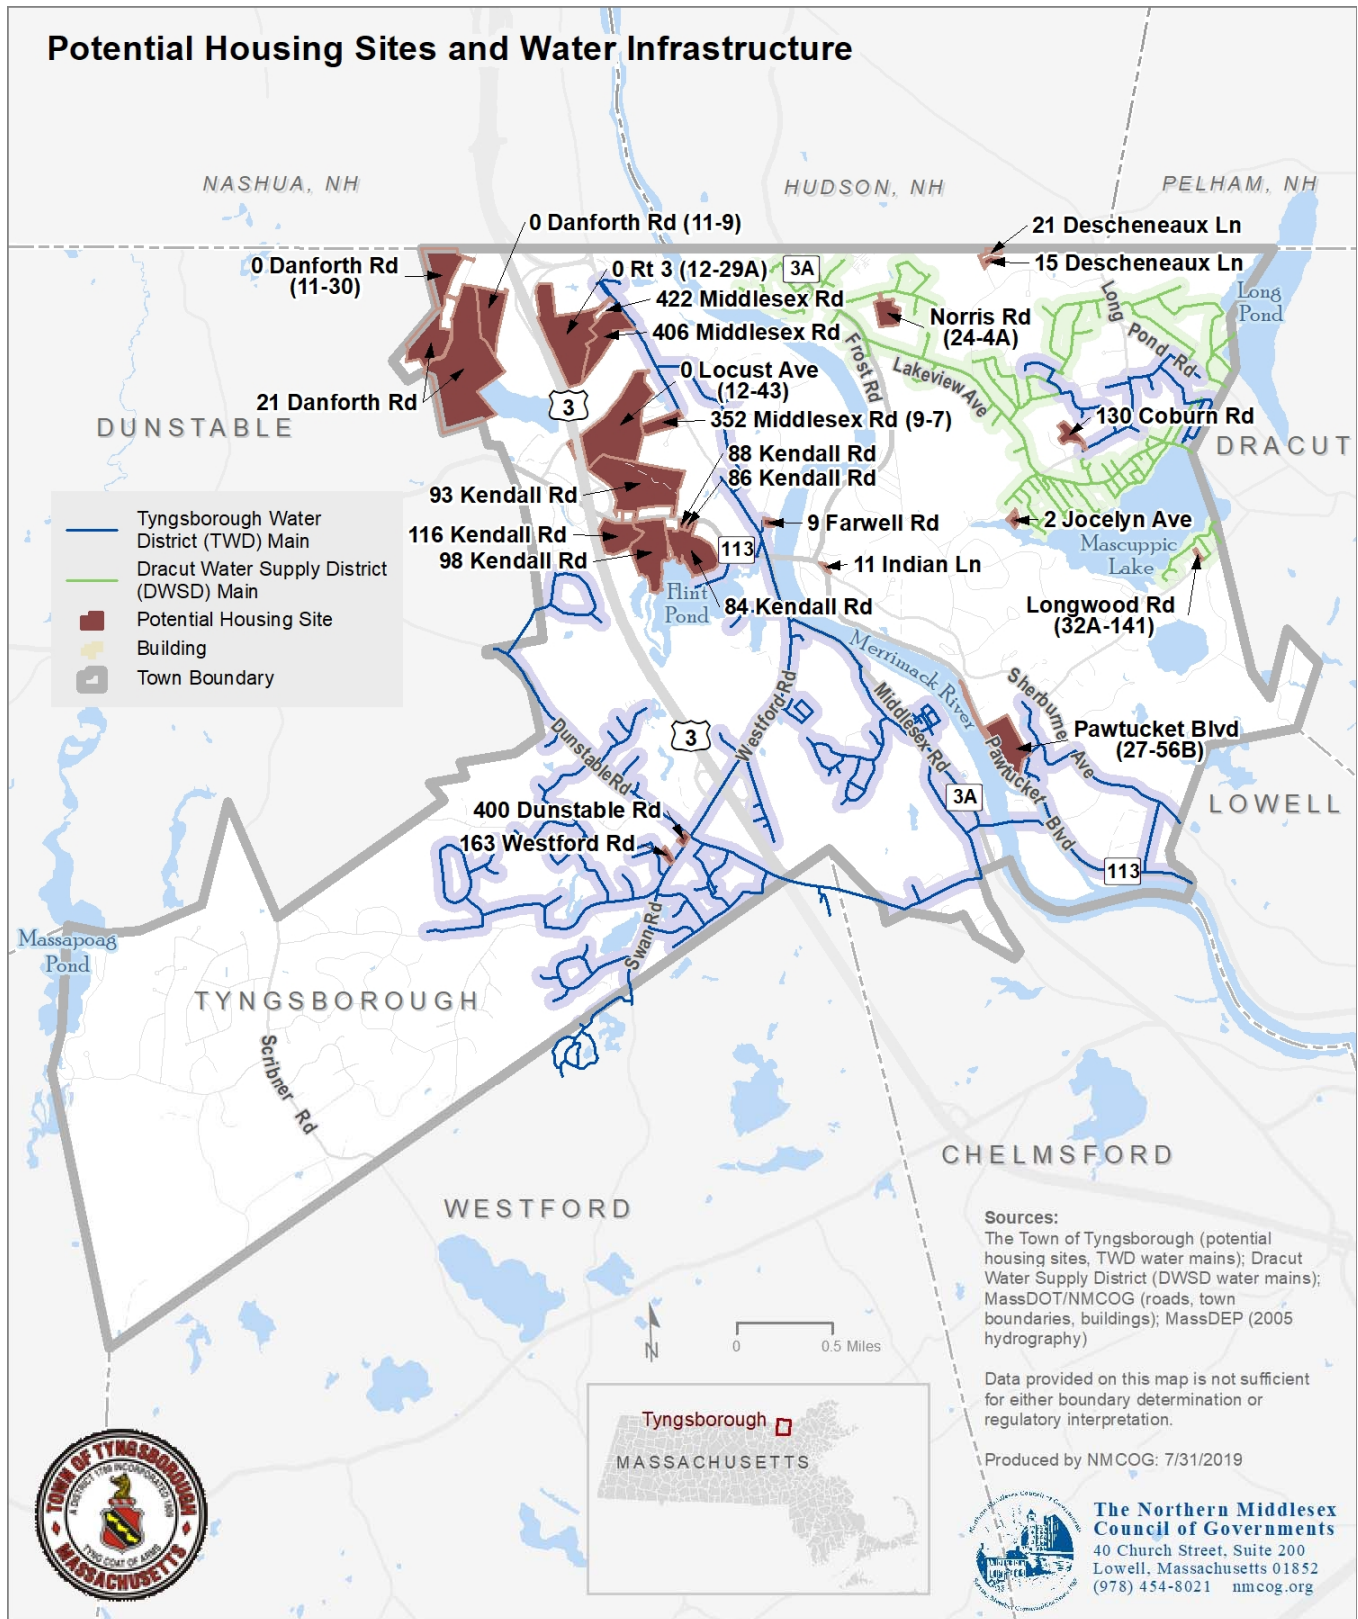 Potential Housing Sites and Water Infrastructure
NASHUA, NH
HUDSON, NH
PELHAM, NH
0 Danforth Rd (11-9)
21 Descheneaux Ln
0 Danforth Rd
(11-30)
0 Rt 3 (12-29A)
3A
15 Descheneaux Ln
422 Middlesex Rd
Long
Pond
Norris Rd
(24-4A)
406 Middlesex Rd
Long Pond Rd
Frost Rd
0 Locust Ave
(12-43)
Lakeview Ave
21 Danforth Rd
3
352 Middlesex Rd (9-7)
130 Coburn Rd
DUNSTABLE
DRACUT
88 Kendall Rd
86 Kendall Rd
93 Kendall Rd
9 Farwell Rd
2 Jocelyn Ave
116 Kendall Rd
98 Kendall Rd
113
Mascuppic
Lake
11 Indian Ln
Flint
Pond
84 Kendall Rd
Longwood Rd
(32A-141)
Tyngsborough Water
District (TWD) Main
Dracut Water Supply District
(DWSD) Main
Potential Housing Site
Building
Town Boundary
Merrimack River
Sherburne Ave
Westford Rd
Middlesex Rd
Dunstable Rd
3
Pawtucket Blvd
(27-56B)
Pawtucket Blvd
3A
LOWELL
400 Dunstable Rd
163 Westford Rd
113
Swan Rd
Massapoag
Pond
TYNGSBOROUGH
Scribner Rd
CHELMSFORD
WESTFORD
Sources:
The Town of Tyngsborough (potential
housing sites, TWD water mains); Dracut
Water Supply District (DWSD water mains);
MassDOT/NMCOG (roads, town
boundaries, buildings); MassDEP (2005
hydrography)
N
0 0.5 Miles
Data provided on this map is not sufficient
for either boundary determination or
regulatory interpretation.
Produced by NMCOG: 7/31/2019
Tyngsborough
MASSACHUSETTS
TOWN OF TYNGSBOROUGH
A DISTRICT 1789 INCORPORATED 1809
TYNG COAT OF ARMS
MASSACHUSETTS
The Northern Middlesex
Council of Governments
40 Church Street, Suite 200
Lowell, Massachusetts 01852
(978) 454-8021 nmcog.org